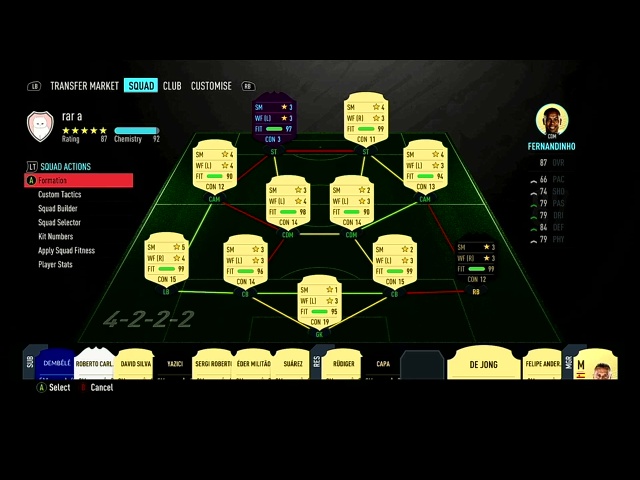 LB TRANSFER MARKET SQUAD CLUB CUSTOMISE RB
rar a
Rating 87 Chemistry 92
LT SQUAD ACTIONS
A Formation
Custom Tactics
Squad Builder
Squad Selector
Kit Numbers
Apply Squad Fitness
Player Stats
SM 3
WF [L] 3
FIT 97
CON 3
ST
SM 4
WF [R] 3
FIT 99
CON 11
ST
SM 4
WF [L] 4
FIT 90
CON 12
CAM
SM 4
WF [L] 4
FIT 94
CON 13
CAM
SM 3
WF [L] 4
FIT 98
CON 14
CDM
SM 2
WF [L] 3
FIT 98
CON 14
CDM
SM 5
WF [R] 4
FIT 99
CON 15
LB
SM 3
WF [L] 3
FIT 96
CON 14
CB
SM 2
WF [L] 3
FIT 99
CON 15
CB
SM 3
WF [R] 3
FIT 99
CON 12
RB
SM 1
WF [L] 3
FIT 95
CON 19
GK
CDM
FERNANDINHO
87 OVR
66 PAC
74 SHO
79 PAS
79 DRI
84 DEF
79 PHY
4-2-2-2
SUB DEMBÉLÉ ROBERTO CARL DAVID SILVA YAZICI SERGI ROBERT ÉDER MILITÃO SUÁREZ RES RÜDIGER CAPA DE JONG FELIPE ANDER MGR M
A Select Cancel